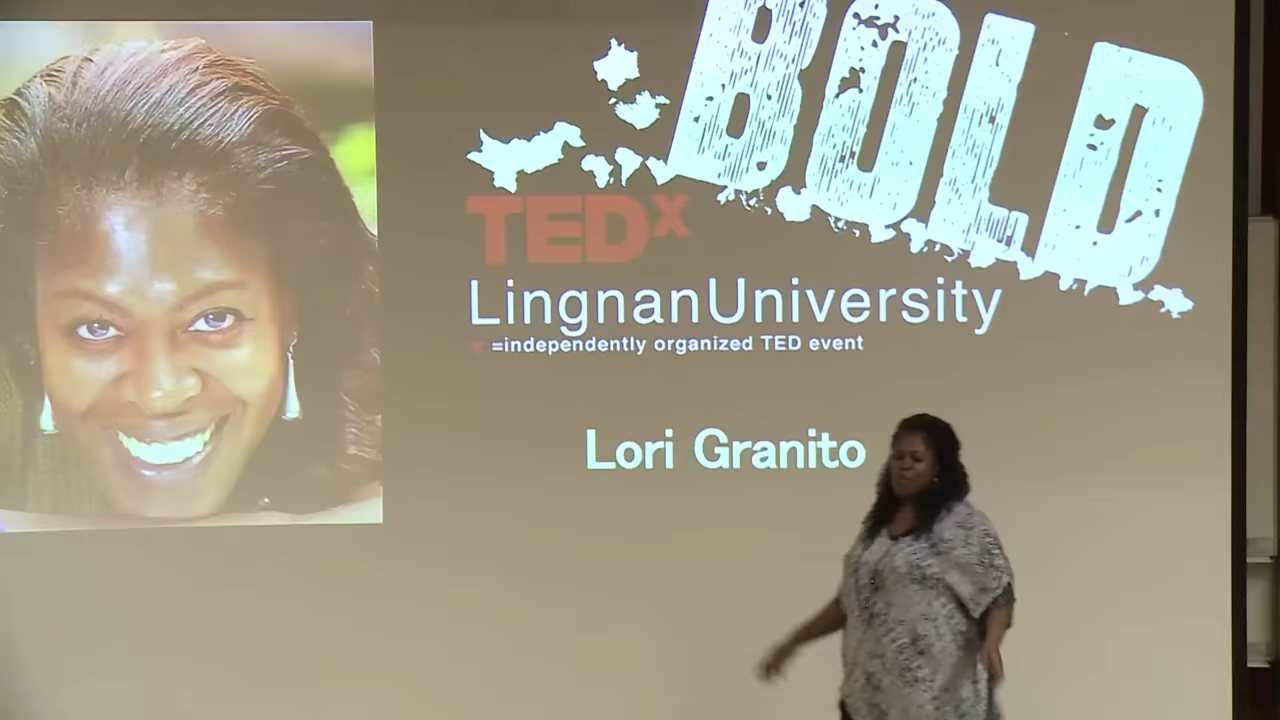 BOLD
TEDx
LingnanUniversity
=independently organized TED event
Lori Granito